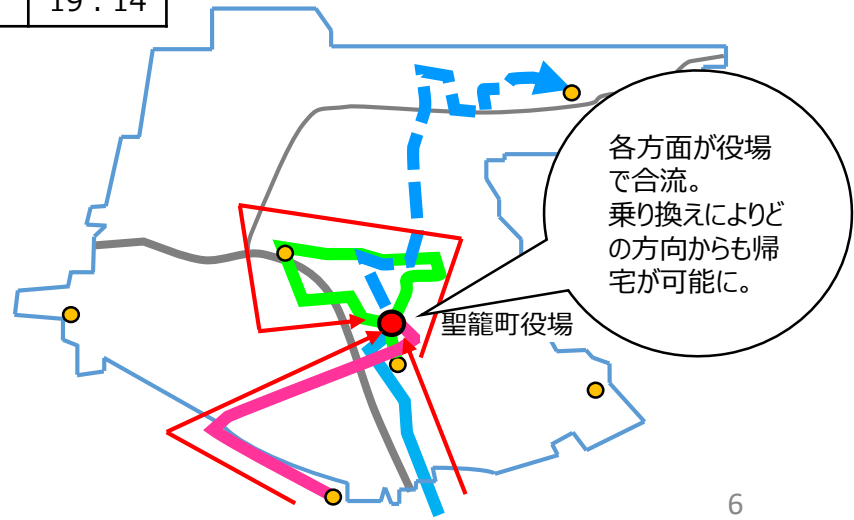 19：14
各方面が役場
で合流。
乗り換えによりど
の方向からも帰
宅が可能に。
聖籠町役場
6